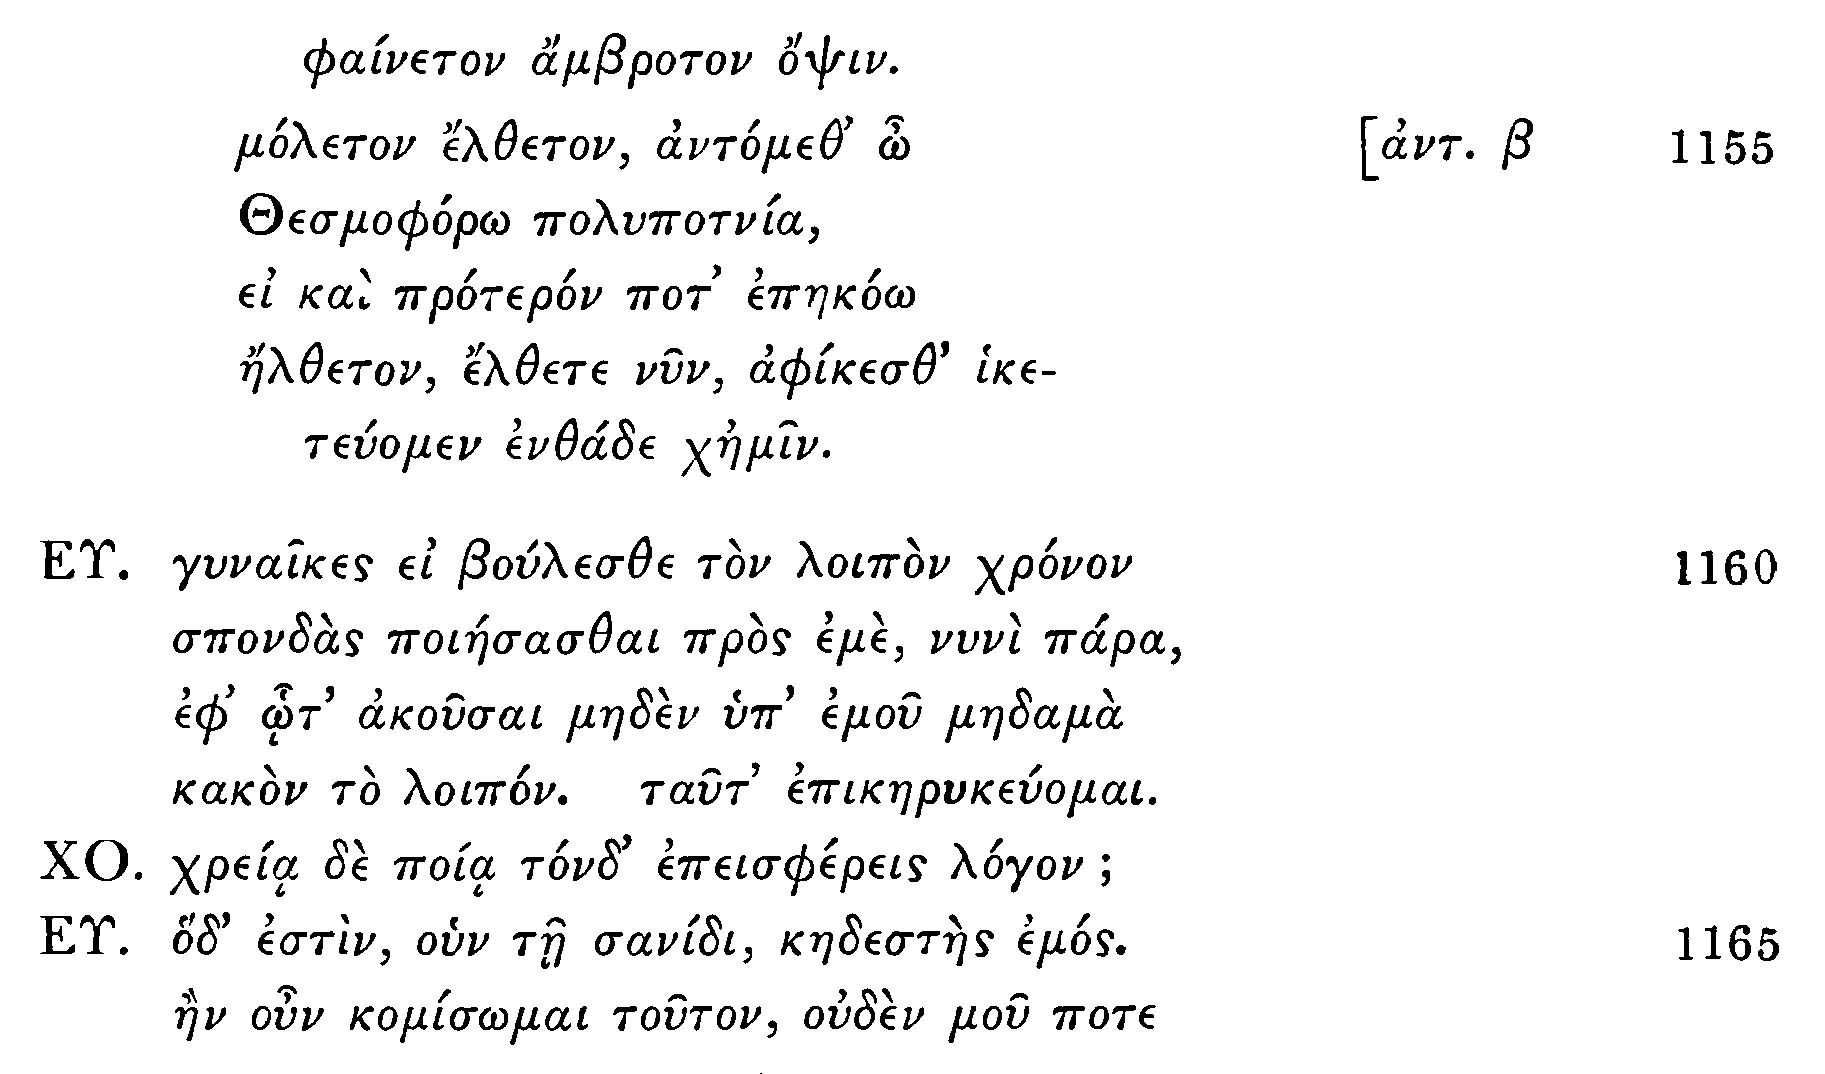 φαίνετον ἄμβροτον ὄψιν.
μόλετον ἔλθετον, ἀντόμεθ’ ὦ [ἀντ. β 1155
Θεσμοφόρω πολυποτνία,
εἰ καὶ πρότερόν ποτ’ ἐπηκόω
ἤλθετον, ἔλθετε νῦν, ἀφίκεσθ’ ἱκε-
τεύομεν ἐνθάδε χἠμῖν.
ΕΥ. γυναῖκες εἰ βούλεσθε τὸν λοιπὸν χρόνον 1160
σπονδὰς ποιήσασθαι πρὸς ἐμὲ, νυνὶ πάρα,
ἐφ’ ᾧτ’ ἀκοῦσαι μηδὲν ὑπ’ ἐμοῦ μηδαμὰ
κακὸν τὸ λοιπόν. ταῦτ’ ἐπικηρυκεύομαι.
ΧΟ. χρείᾳ δὲ ποίᾳ τόνδ’ ἐπεισφέρεις λόγον ;
ΕΥ. ὅδ’ ἐστὶν, οὑν τῇ σανίδι, κηδεστὴς ἐμός. 1165
ἢν οὖν κομίσωμαι τοῦτον, οὐδὲν μοῦ ποτε